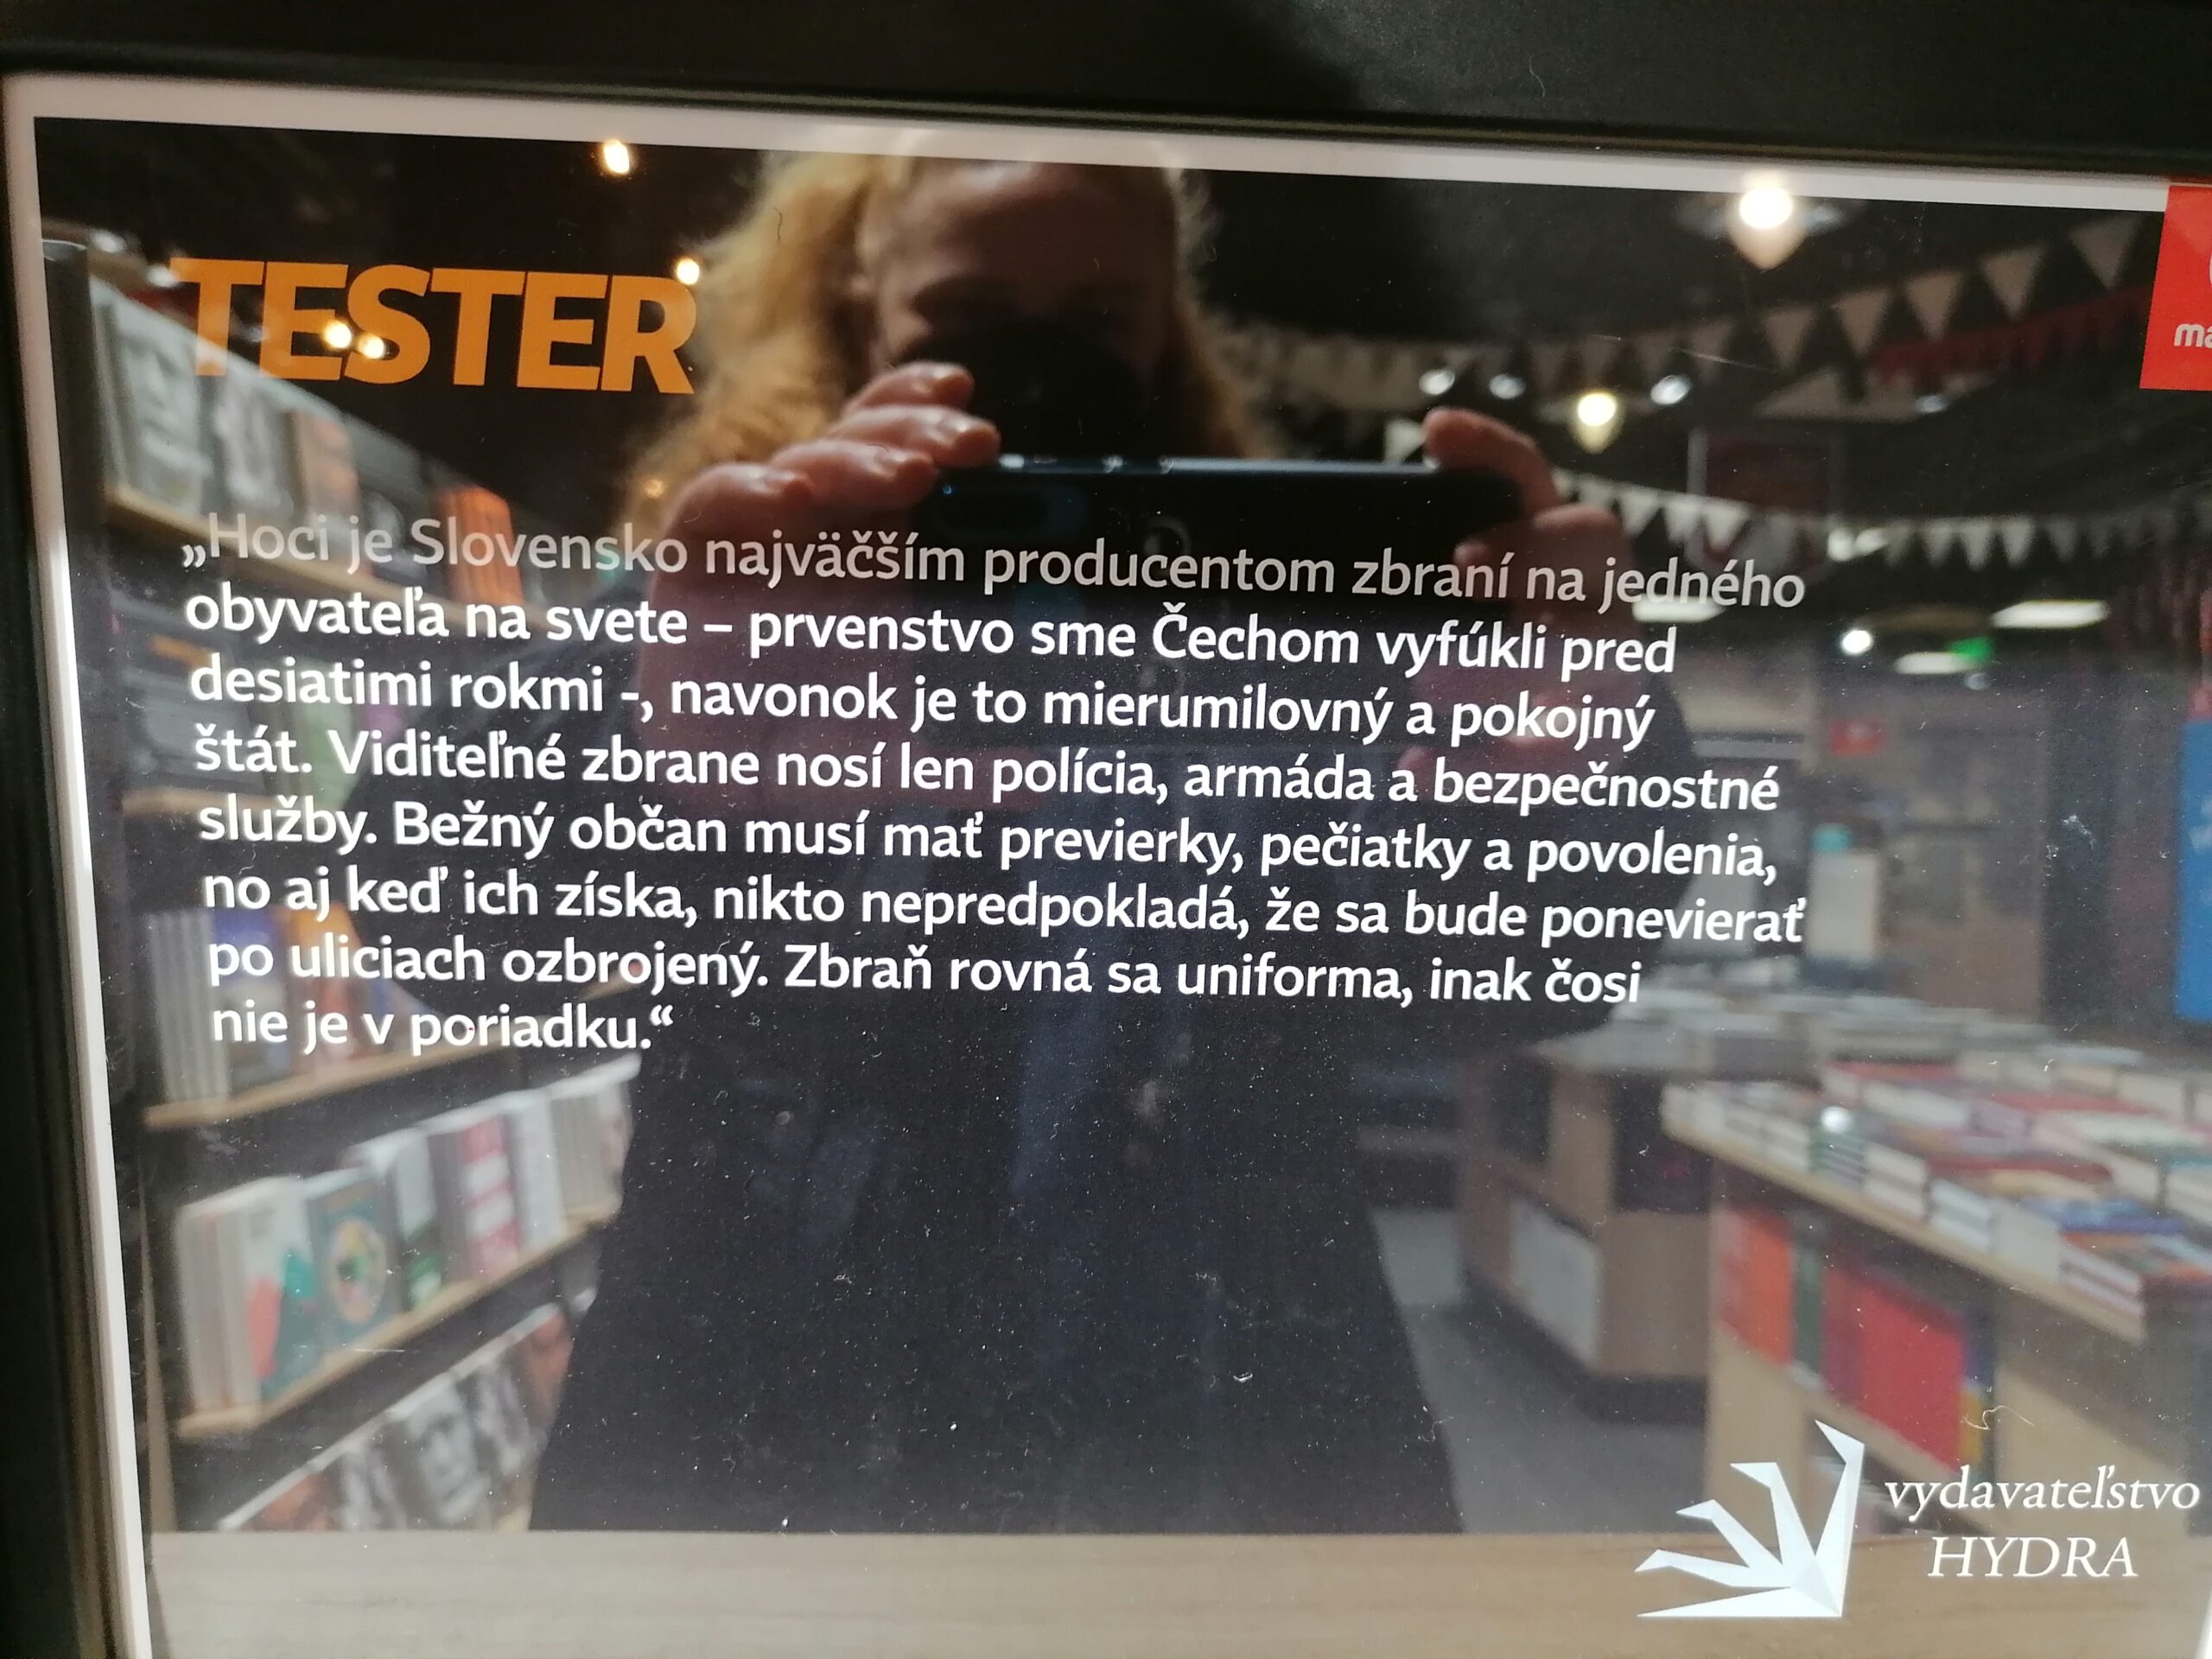 TESTER
„Hoci je Slovensko najväčším producentom zbraní na jedného
obyvateľa na svete – prvenstvo sme Čechom vyfúkli pred
desiatimi rokmi -, navonok je to mierumilovný a pokojný
štát. Viditeľné zbrane nosí len polícia, armáda a bezpečnostné
služby. Bežný občan musí mať previerky, pečiatky a povolenia,
no aj keď ich získa, nikto nepredpokladá, že sa bude ponevierať
po uliciach ozbrojený. Zbraň rovná sa uniforma, inak čosi
nie je v poriadku.“
vydavateľstvo
HYDRA